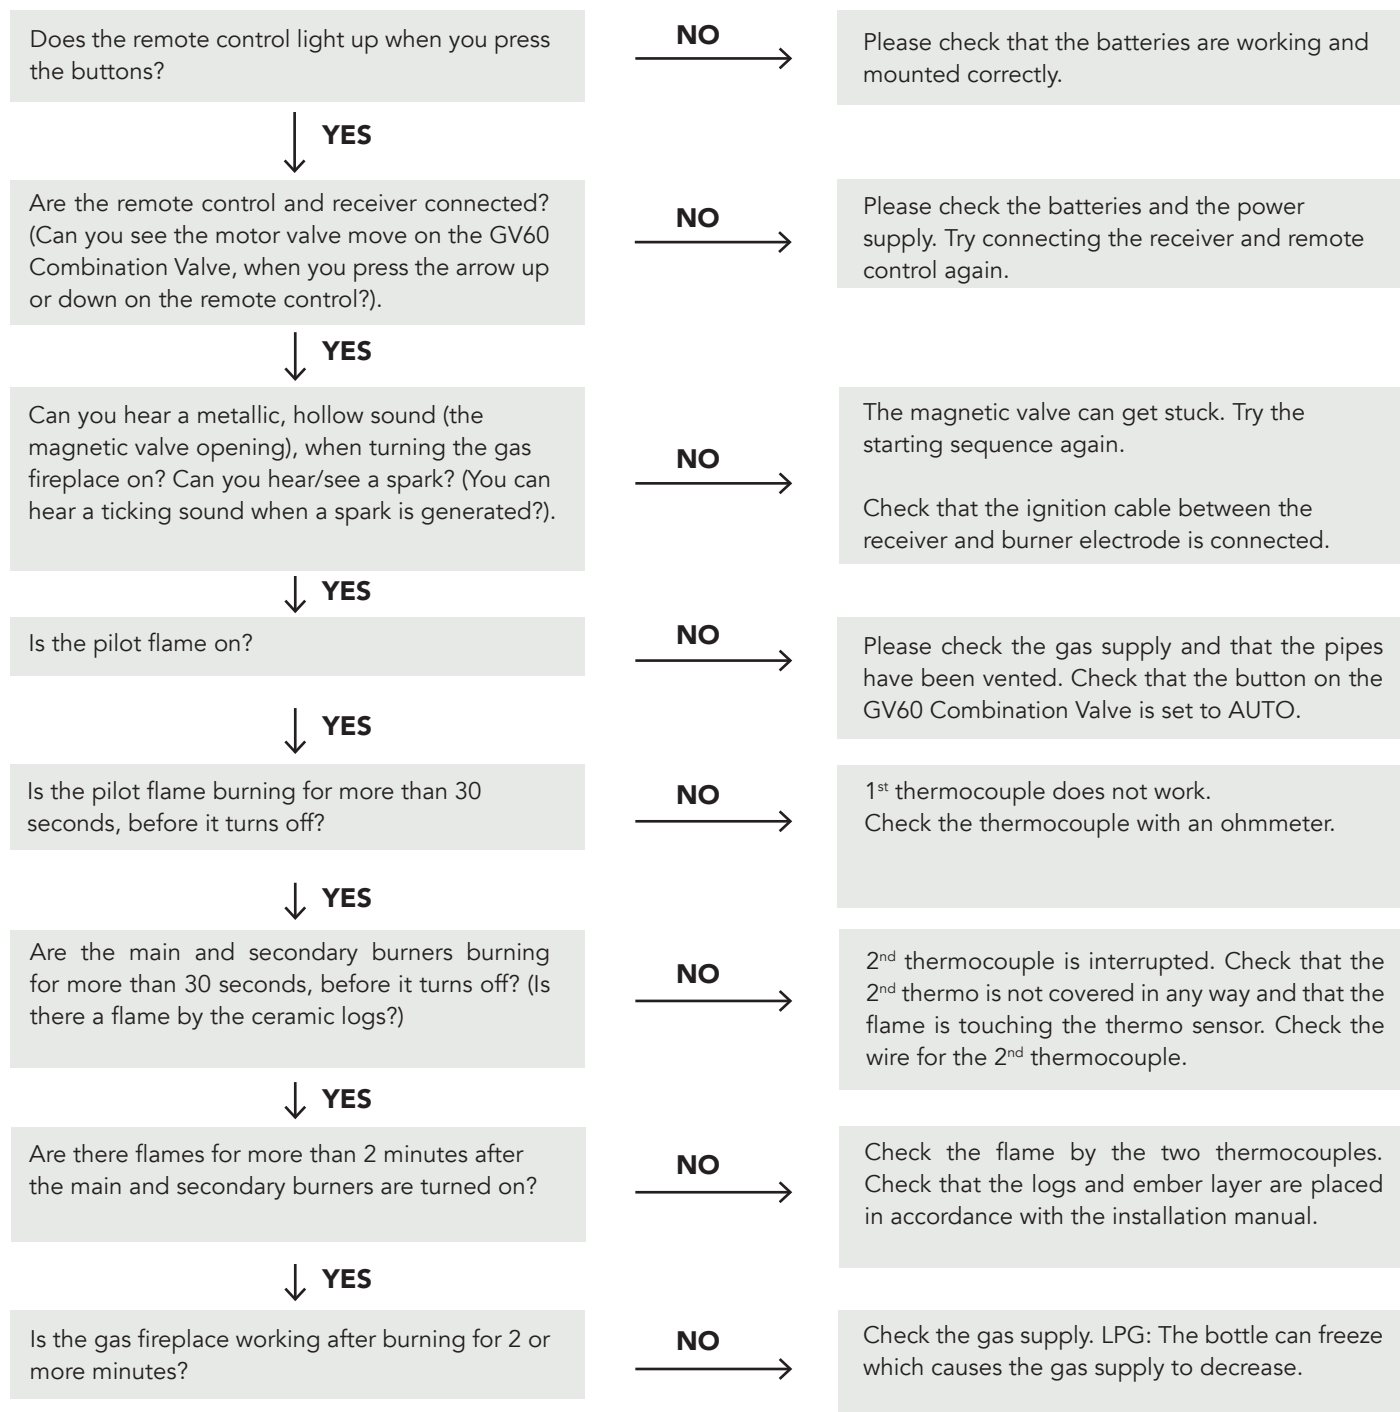 Does the remote control light up when you press
the buttons?
NO
Please check that the batteries are working and
mounted correctly.
YES
Are the remote control and receiver connected?
(Can you see the motor valve move on the GV60
Combination Valve, when you press the arrow up
or down on the remote control?).
NO
Please check the batteries and the power
supply. Try connecting the receiver and remote
control again.
YES
Can you hear a metallic, hollow sound (the
magnetic valve opening), when turning the gas
fireplace on? Can you hear/see a spark? (You can
hear a ticking sound when a spark is generated?).
NO
The magnetic valve can get stuck. Try the
starting sequence again.
Check that the ignition cable between the
receiver and burner electrode is connected.
YES
Is the pilot flame on?
NO
Please check the gas supply and that the pipes
have been vented. Check that the button on the
GV60 Combination Valve is set to AUTO.
YES
Is the pilot flame burning for more than 30
seconds, before it turns off?
NO
1st thermocouple does not work.
Check the thermocouple with an ohmmeter.
YES
Are the main and secondary burners burning
for more than 30 seconds, before it turns off? (Is
there a flame by the ceramic logs?)
NO
2nd thermocouple is interrupted. Check that the
2nd thermo is not covered in any way and that the
flame is touching the thermo sensor. Check the
wire for the 2nd thermocouple.
YES
Are there flames for more than 2 minutes after
the main and secondary burners are turned on?
NO
Check the flame by the two thermocouples.
Check that the logs and ember layer are placed
in accordance with the installation manual.
YES
Is the gas fireplace working after burning for 2 or
more minutes?
NO
Check the gas supply. LPG: The bottle can freeze
which causes the gas supply to decrease.